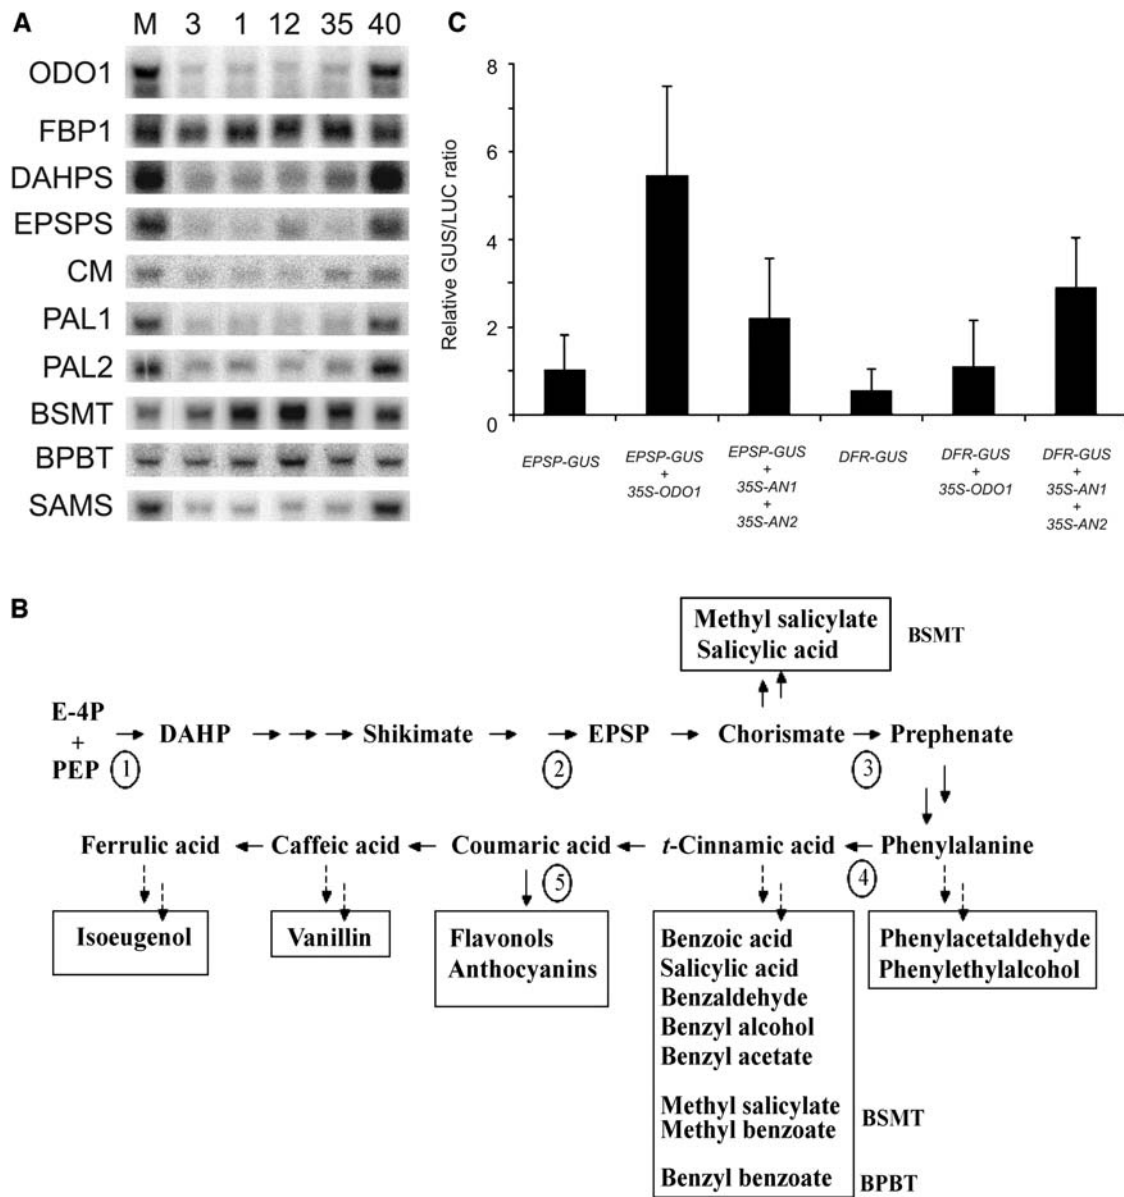 A
M 3 1 12 35 40
ODO1
FBP1
DAHPS
EPSPS
CM
PAL1
PAL2
BSMT
BPBT
SAMS
C
8
6
4
2
0
Relative GUS/LUC ratio
EPSP-GUS
EPSP-GUS
+
35S-ODO1
EPSP-GUS
+
35S-AN1
+
35S-AN2
DFR-GUS
DFR-GUS
+
35S-ODO1
DFR-GUS
+
35S-AN1
+
35S-AN2
B
Methyl salicylate
Salicylic acid
BSMT
E-4P
+
PEP
1
DAHP
Shikimate
2
EPSP
Chorismate
3
Prephenate
Ferrulic acid
Caffeic acid
Coumaric acid
5
t-Cinnamic acid
4
Phenylalanine
Isoeugenol
Vanillin
Flavonols
Anthocyanins
Benzoic acid
Salicylic acid
Benzaldehyde
Benzyl alcohol
Benzyl acetate
Methyl salicylate
Methyl benzoate
BSMT
Benzyl benzoate
BPBT
Phenylacetaldehyde
Phenylethylalcohol